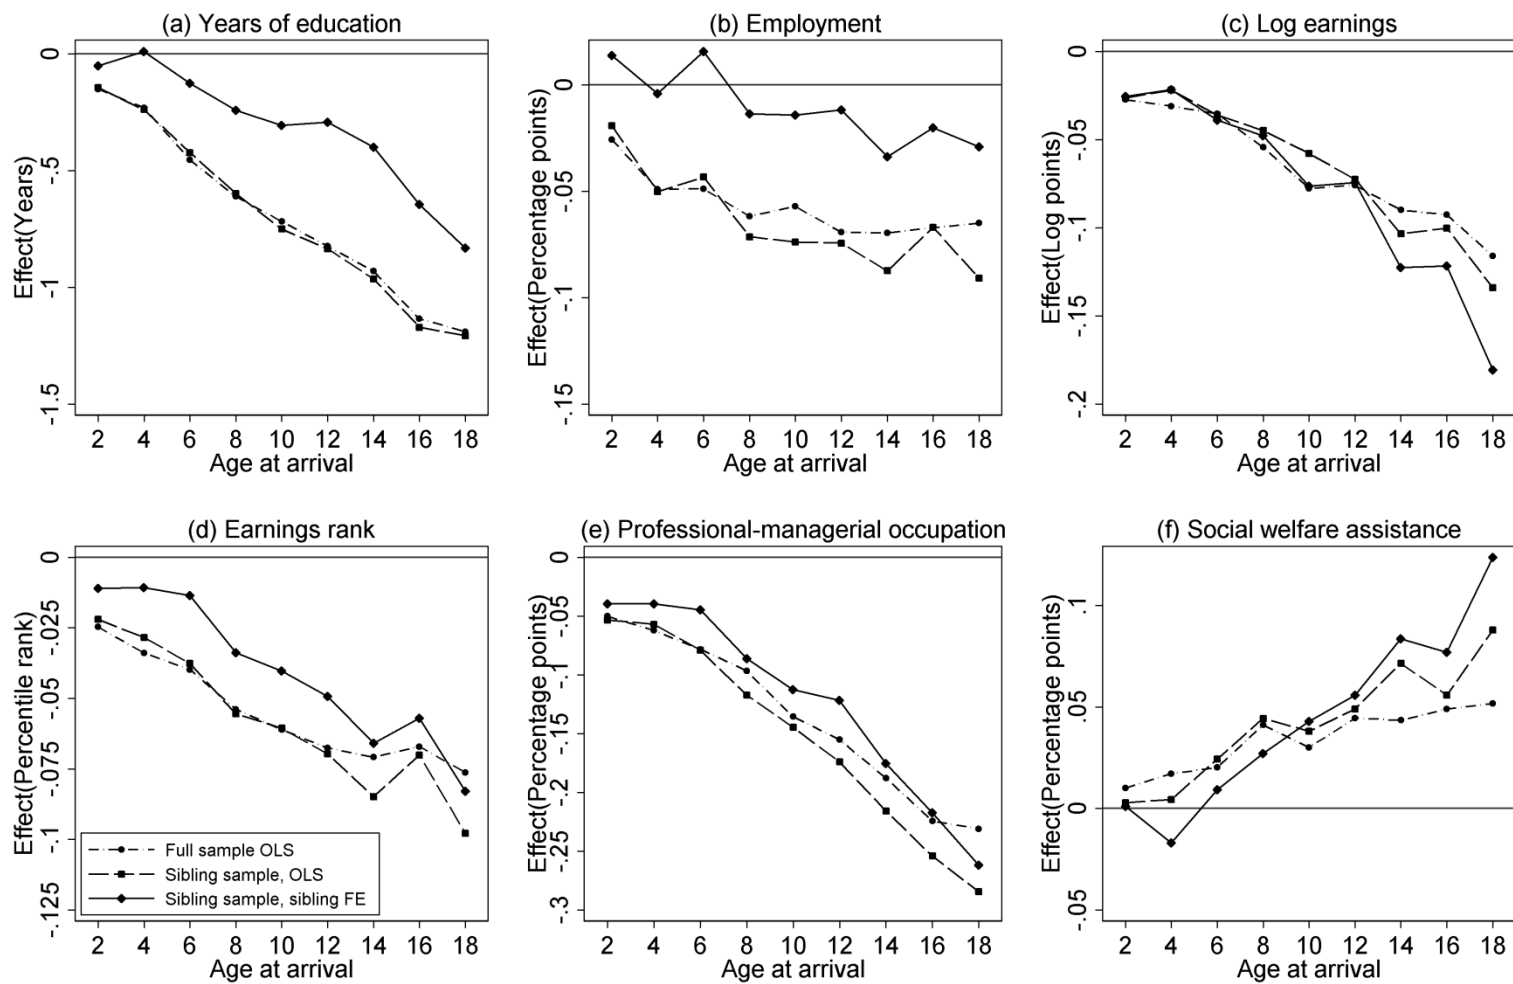 (a) Years of education
Effect(Years)
0
-.5
-1
-1.5
2 4 6 8 10 12 14 16 18
Age at arrival
(b) Employment
Effect(Percentage points)
0
-.05
-.1
-.15
2 4 6 8 10 12 14 16 18
Age at arrival
(c) Log earnings
Effect(Log points)
0
-.05
-.1
-.15
-.2
2 4 6 8 10 12 14 16 18
Age at arrival
(d) Earnings rank
Effect(Percentile rank)
0
-.025
-.05
-.075
-.1
-.125
Full sample OLS
Sibling sample, OLS
Sibling sample, sibling FE
2 4 6 8 10 12 14 16 18
Age at arrival
(e) Professional-managerial occupation
Effect(Percentage points)
0
-.05
-.1
-.15
-.2
-.25
-.3
2 4 6 8 10 12 14 16 18
Age at arrival
(f) Social welfare assistance
Effect(Percentage points)
.1
.05
0
-.05
2 4 6 8 10 12 14 16 18
Age at arrival